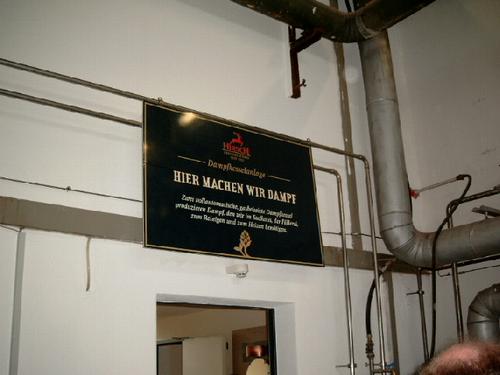 HIRSCH
Dampfkesselanlage
HIER MACHEN WIR DAMPF
Zwei vollautomatische, gasbeheizte Dampfkessel
produzieren Dampf, den wir im Sudhaus, der Füllerei,
zum Reinigen und zum Heizen benötigen.